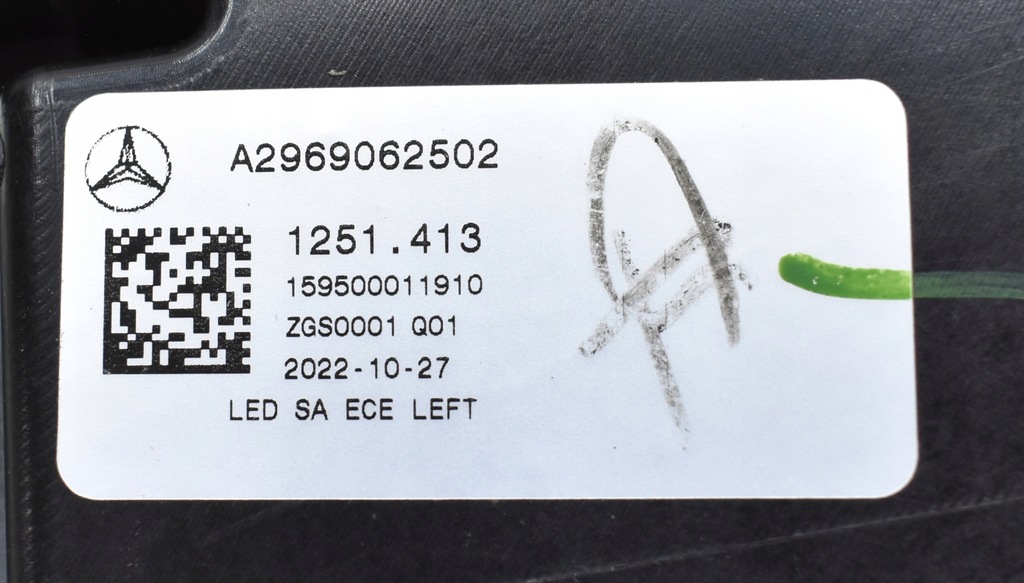 A2969062502
1251.413
159500011910
ZGS0001 Q01
2022-10-27
LED SA ECE LEFT